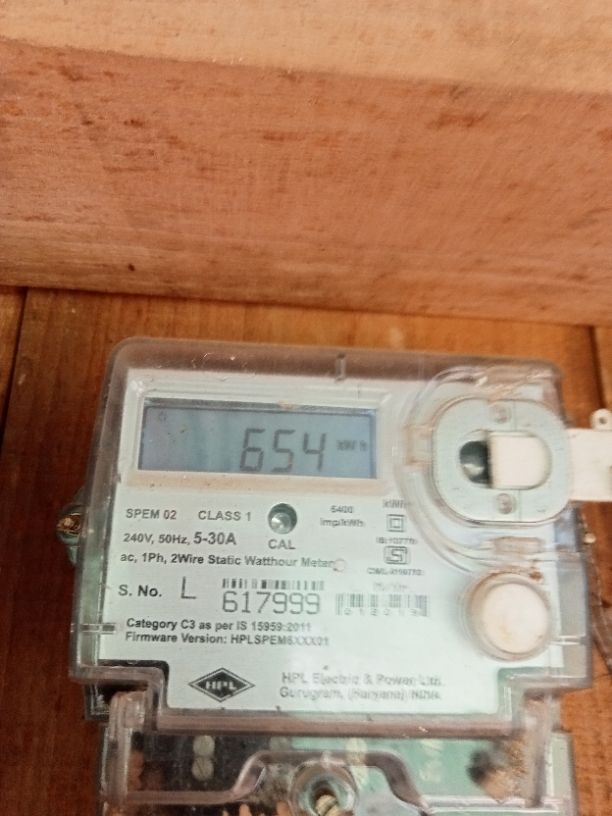 654 kWh
SPEM 02 CLASS 1 6400 imp/kWh
240V, 50Hz, 5-30A CAL
ac, 1Ph, 2Wire Static Watthour Meter
S. No. L 617999
Category C3 as per IS 15959:2011
Firmware Version: HPLSPEM6XXX01
HPL
HPL Electric & Power Ltd.
Gurugram, (Haryana) INDIA